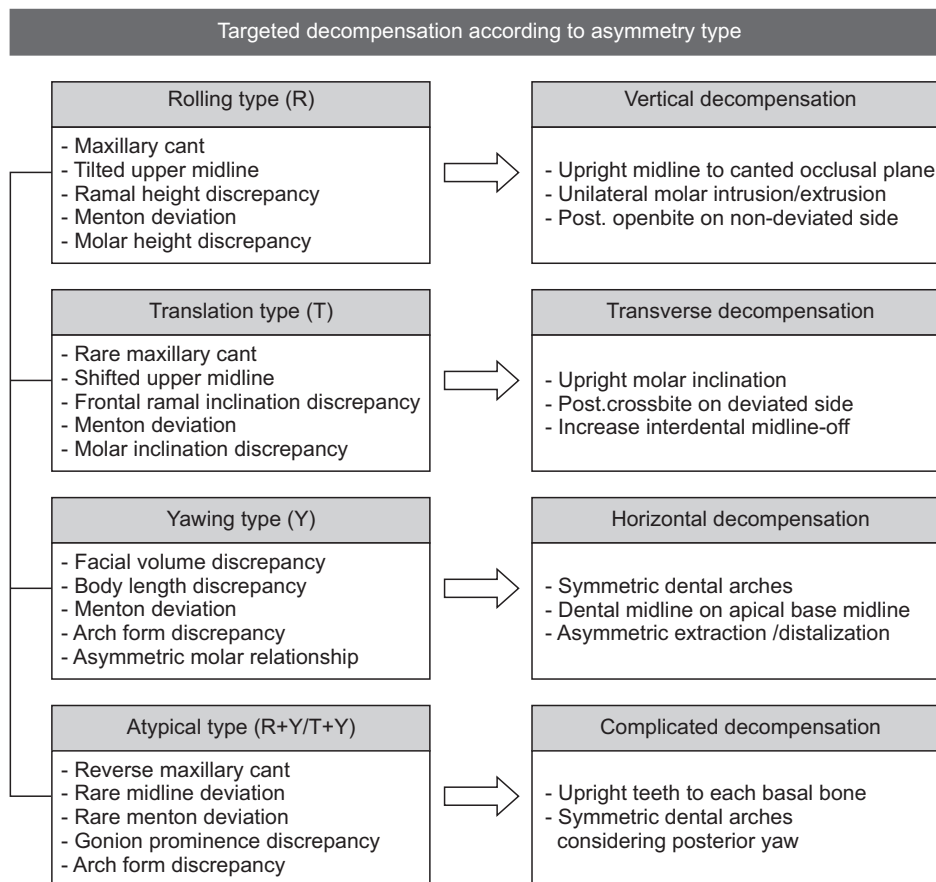 Targeted decompensation according to asymmetry type
Rolling type (R)
- Maxillary cant
- Tilted upper midline
- Ramal height discrepancy
- Menton deviation
- Molar height discrepancy
Vertical decompensation
- Upright midline to canted occlusal plane
- Unilateral molar intrusion/extrusion
- Post. openbite on non-deviated side
Translation type (T)
- Rare maxillary cant
- Shifted upper midline
- Frontal ramal inclination discrepancy
- Menton deviation
- Molar inclination discrepancy
Transverse decompensation
- Upright molar inclination
- Post.crossbite on deviated side
- Increase interdental midline-off
Yawing type (Y)
- Facial volume discrepancy
- Body length discrepancy
- Menton deviation
- Arch form discrepancy
- Asymmetric molar relationship
Horizontal decompensation
- Symmetric dental arches
- Dental midline on apical base midline
- Asymmetric extraction /distalization
Atypical type (R+Y/T+Y)
- Reverse maxillary cant
- Rare midline deviation
- Rare menton deviation
- Gonion prominence discrepancy
- Arch form discrepancy
Complicated decompensation
- Upright teeth to each basal bone
- Symmetric dental arches
considering posterior yaw